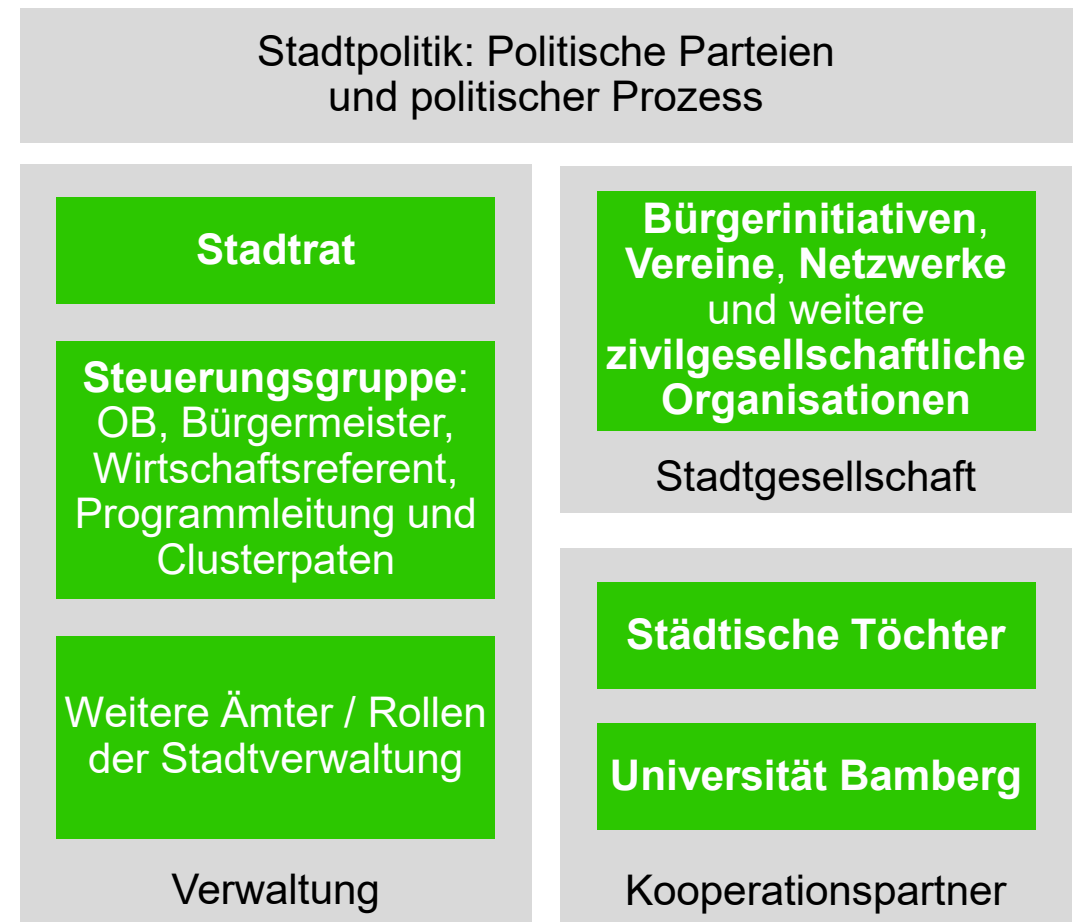 Stadtpolitik: Politische Parteien
und politischer Prozess
Stadtrat
Steuerungsgruppe:
OB, Bürgermeister,
Wirtschaftsreferent,
Programmleitung und
Clusterpaten
Weitere Ämter / Rollen
der Stadtverwaltung
Verwaltung
Bürgerinitiativen,
Vereine, Netzwerke
und weitere
zivilgesellschaftliche
Organisationen
Stadtgesellschaft
Städtische Töchter
Universität Bamberg
Kooperationspartner